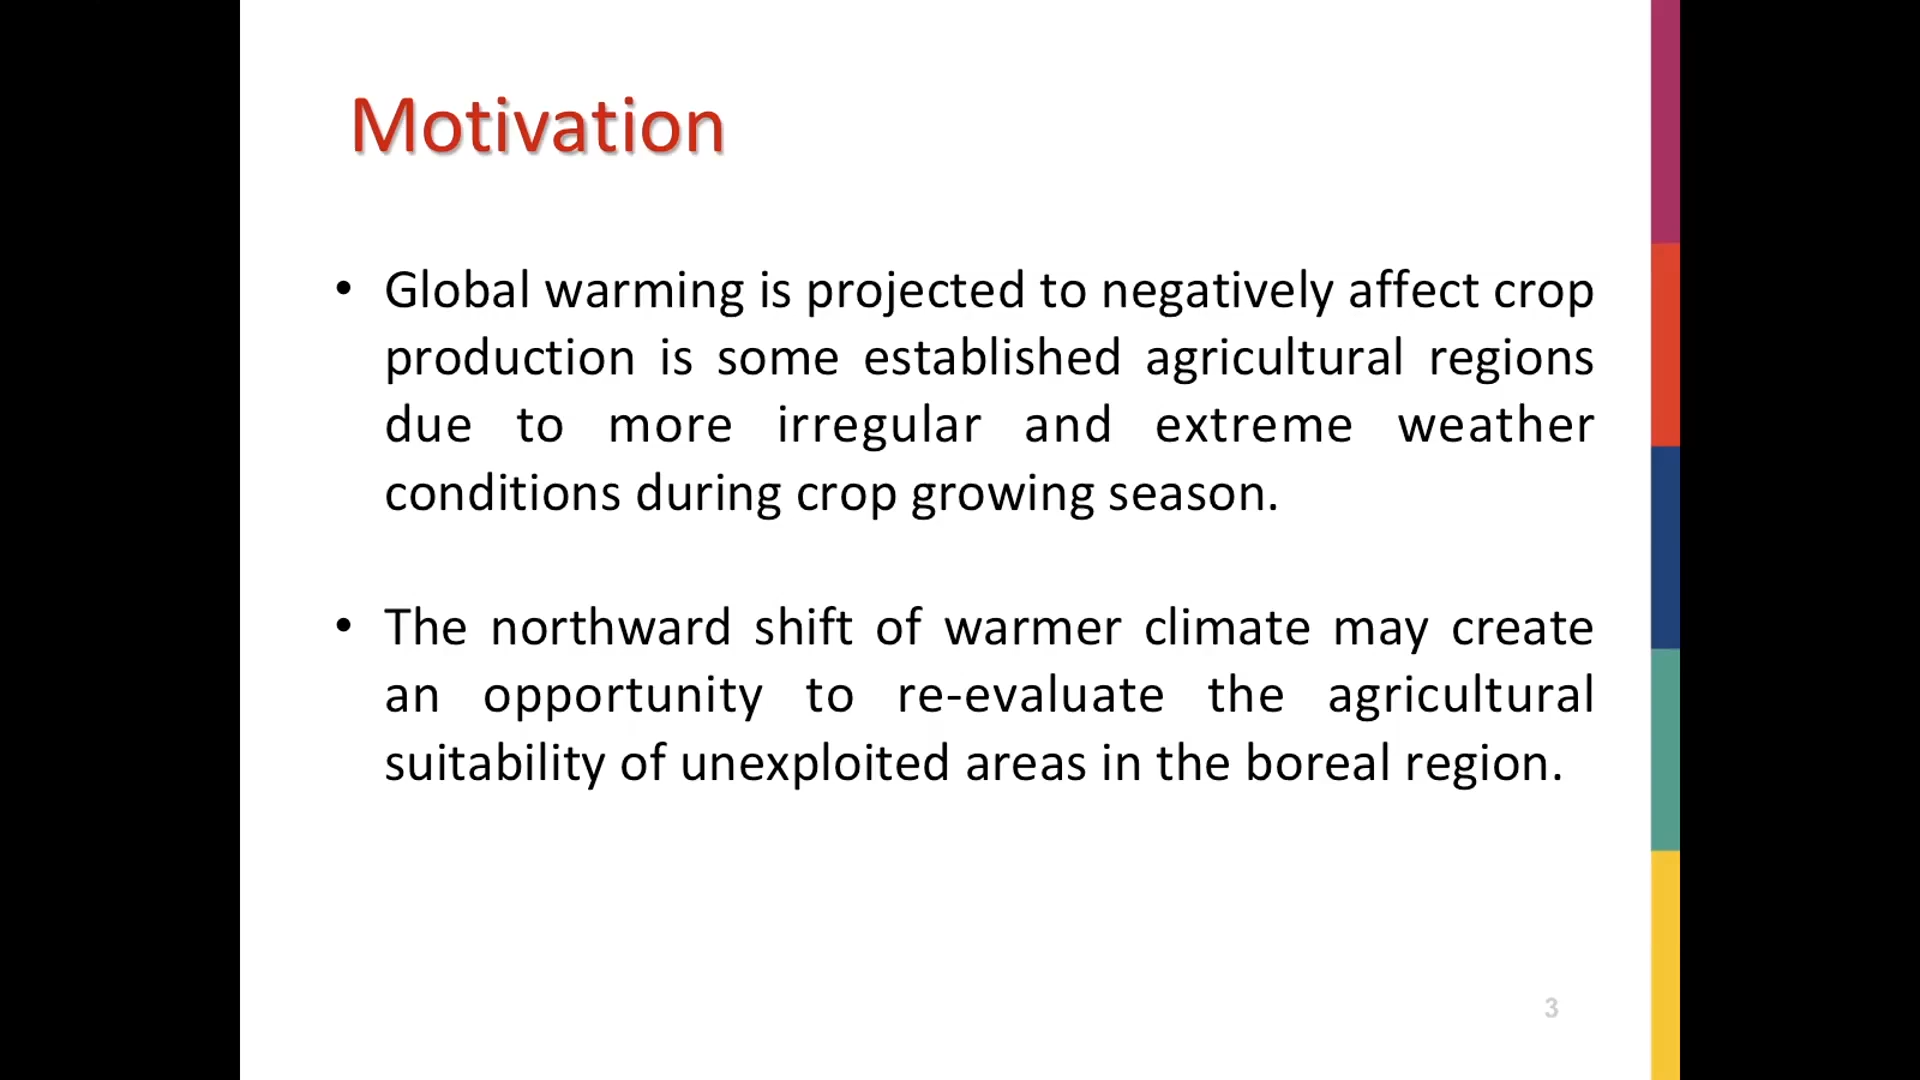 Motivation
• Global warming is projected to negatively affect crop
production is some established agricultural regions
due to more irregular and extreme weather
conditions during crop growing season.
• The northward shift of warmer climate may create
an opportunity to re-evaluate the agricultural
suitability of unexploited areas in the boreal region.
3